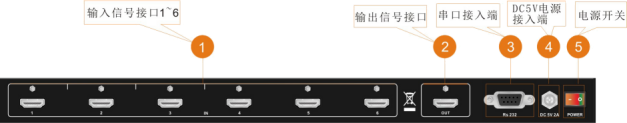 输入信号接口1~6
输出信号接口
串口接入端
DC5V电源
接入端
电源开关
1
2
3
4
5
1
2
3
IN
4
5
6
OUT
Rs.232
DC 5V 2A
POWER